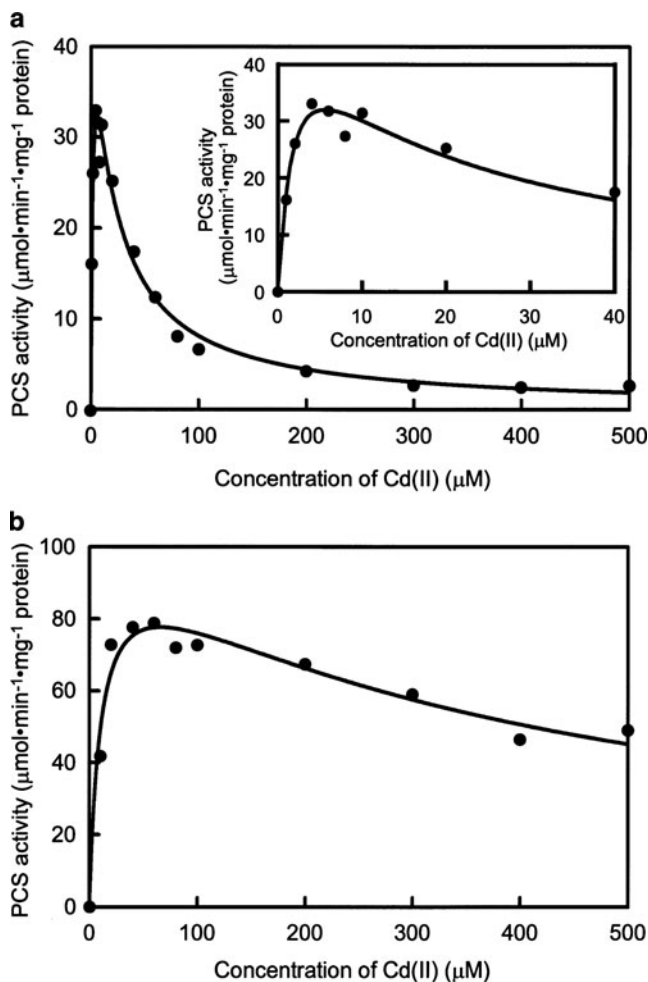 a
PCS activity (μmol•min⁻¹•mg⁻¹ protein)
40
30
20
10
0
0 100 200 300 400 500
Concentration of Cd(II) (μM)
PCS activity
(μmol•min⁻¹•mg⁻¹ protein)
40
30
20
10
0
0 10 20 30 40
Concentration of Cd(II) (μM)
b
PCS activity (μmol•min⁻¹•mg⁻¹ protein)
100
80
60
40
20
0
0 100 200 300 400 500
Concentration of Cd(II) (μM)